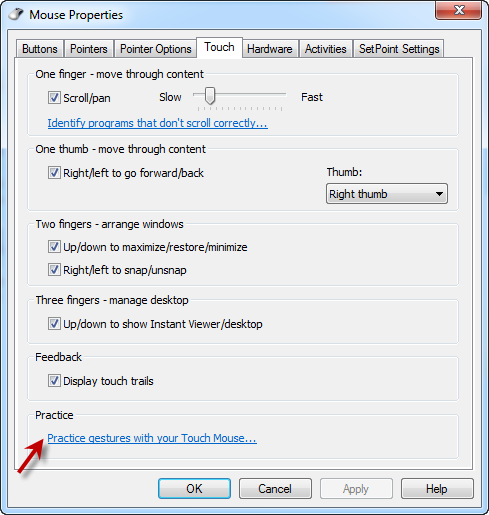 Mouse Properties
Buttons Pointers Pointer Options Touch Hardware Activities SetPoint Settings
One finger - move through content
Scroll/pan Slow Fast
Identify programs that don't scroll correctly...
One thumb - move through content
Right/left to go forward/back Thumb:
Right thumb
Two fingers - arrange windows
Up/down to maximize/restore/minimize
Right/left to snap/unsnap
Three fingers - manage desktop
Up/down to show Instant Viewer/desktop
Feedback
Display touch trails
Practice
Practice gestures with your Touch Mouse...
OK Cancel Apply Help